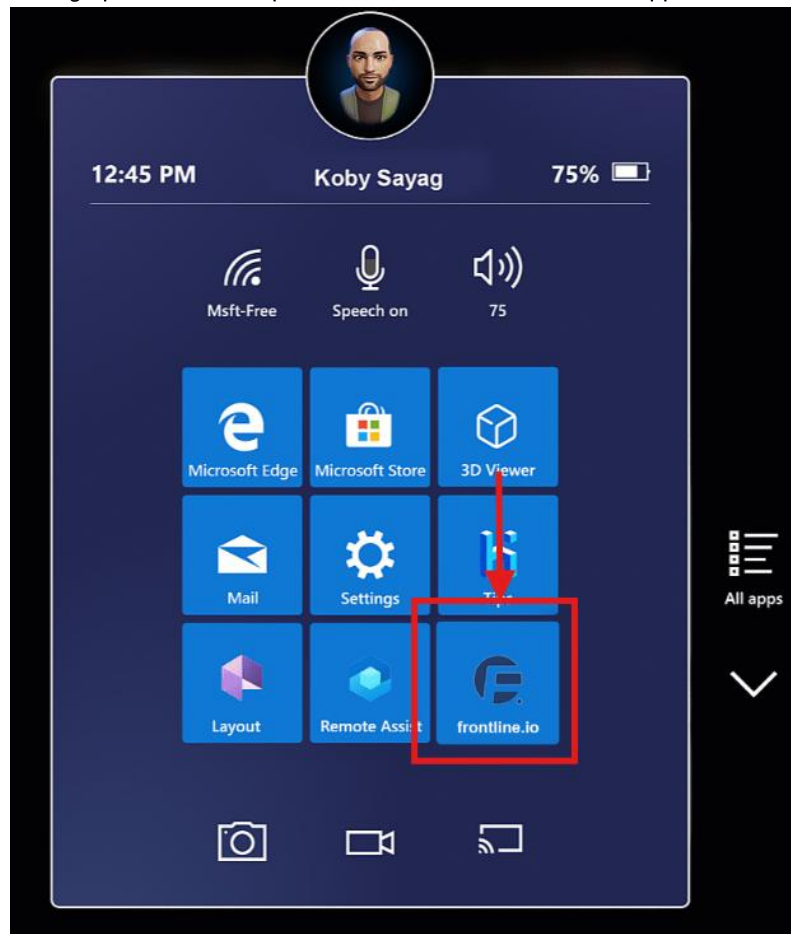 12:45 PM Koby Sayag 75%
Msft-Free Speech on 75
Microsoft Edge Microsoft Store 3D Viewer
Mail Settings Tips
All apps
Layout Remote Assist frontline.io